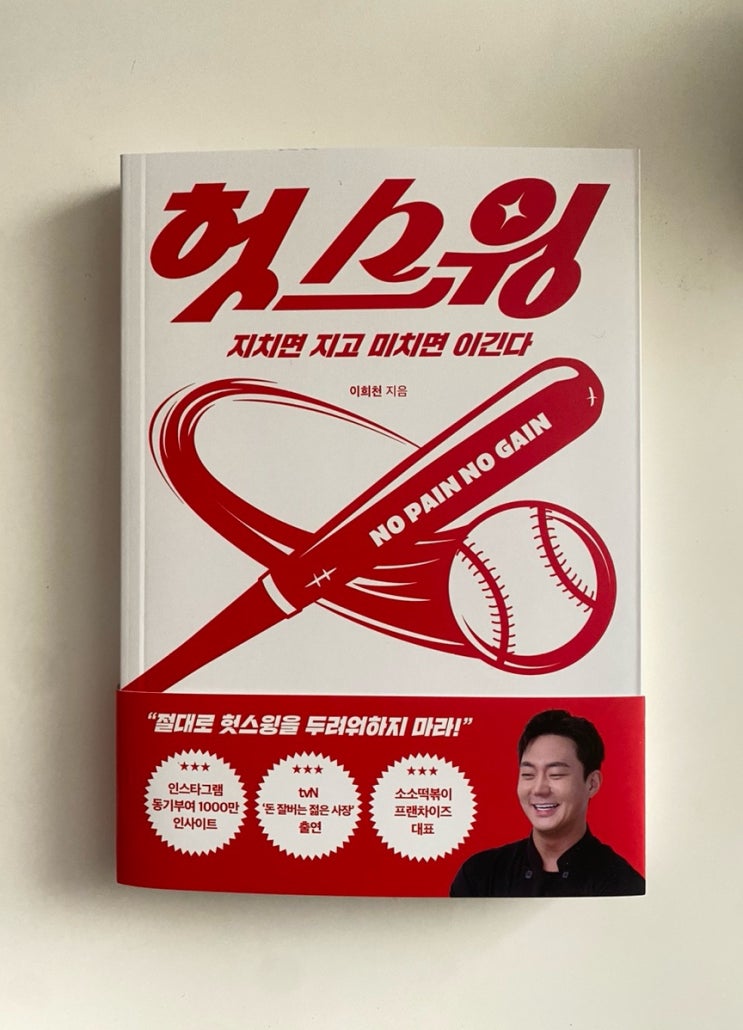 헛스윙
지치면 지고 미치면 이긴다
이희천 지음
NO PAIN NO GAIN
“절대로 헛스윙을 두려워하지 마라!”
★★★
인스타그램
동기부여 1000만
인사이트
★★★
tvN
‘돈 잘버는 젊은 사장’
출연
★★★
소소떡볶이
프랜차이즈
대표